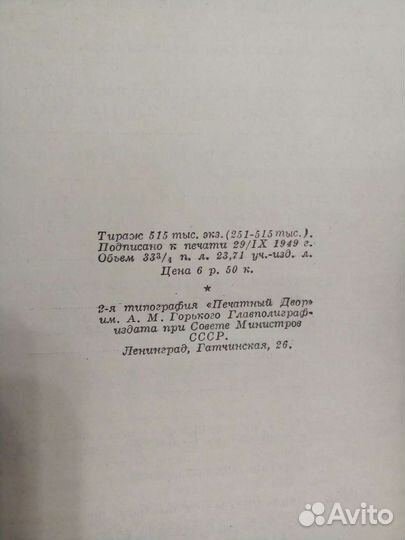 Тираж 515 тыс. экз. (251-515 тыс.).
Подписано к печати 29/IX 1949 г.
Объем 33³/₄ п. л. 23,71 уч.-изд. л.
Цена 6 р. 50 к.
*
2-я типография «Печатный Двор»
им. А. М. Горького Главполиграф-
издата при Совете Министров
СССР.
Ленинград, Гатчинская, 26.
Avito